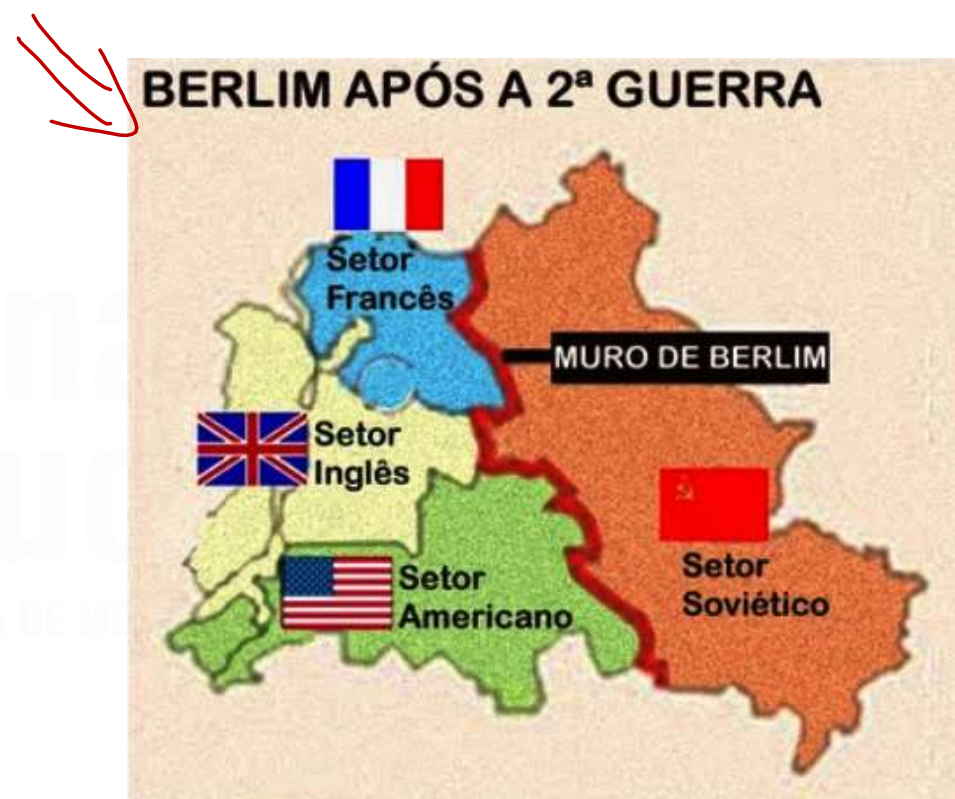 BERLIM APÓS A 2ª GUERRA
Setor
Francês
MURO DE BERLIM
Setor
Inglês
Setor
Americano
Setor
Soviético